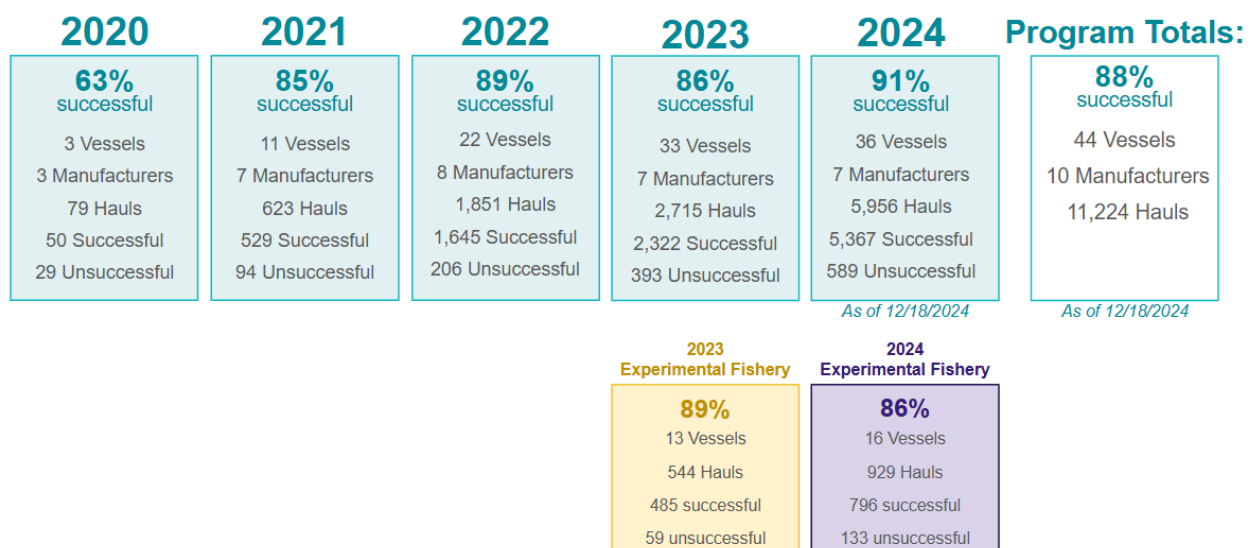 2020
63%
successful
3 Vessels
3 Manufacturers
79 Hauls
50 Successful
29 Unsuccessful
2021
85%
successful
11 Vessels
7 Manufacturers
623 Hauls
529 Successful
94 Unsuccessful
2022
89%
successful
22 Vessels
8 Manufacturers
1,851 Hauls
1,645 Successful
206 Unsuccessful
2023
86%
successful
33 Vessels
7 Manufacturers
2,715 Hauls
2,322 Successful
393 Unsuccessful
2024
91%
successful
36 Vessels
7 Manufacturers
5,956 Hauls
5,367 Successful
589 Unsuccessful
As of 12/18/2024
Program Totals:
88%
successful
44 Vessels
10 Manufacturers
11,224 Hauls
As of 12/18/2024
2023
Experimental Fishery
89%
13 Vessels
544 Hauls
485 successful
59 unsuccessful
2024
Experimental Fishery
86%
16 Vessels
929 Hauls
796 successful
133 unsuccessful